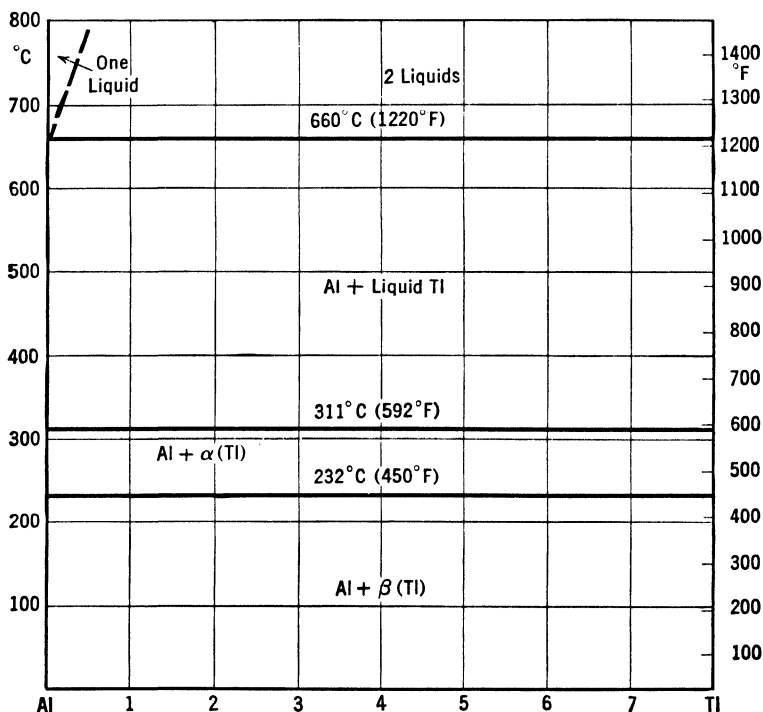 800
°C
One
Liquid
2 Liquids
1400
°F
700
660°C (1220°F)
1300
1200
600
1100
1000
500
Al + Liquid Tl
900
400
800
700
311°C (592°F)
600
300
Al + α (Tl)
232°C (450°F)
500
200
400
300
Al + β (Tl)
100
200
100
Al 1 2 3 4 5 6 7 Tl